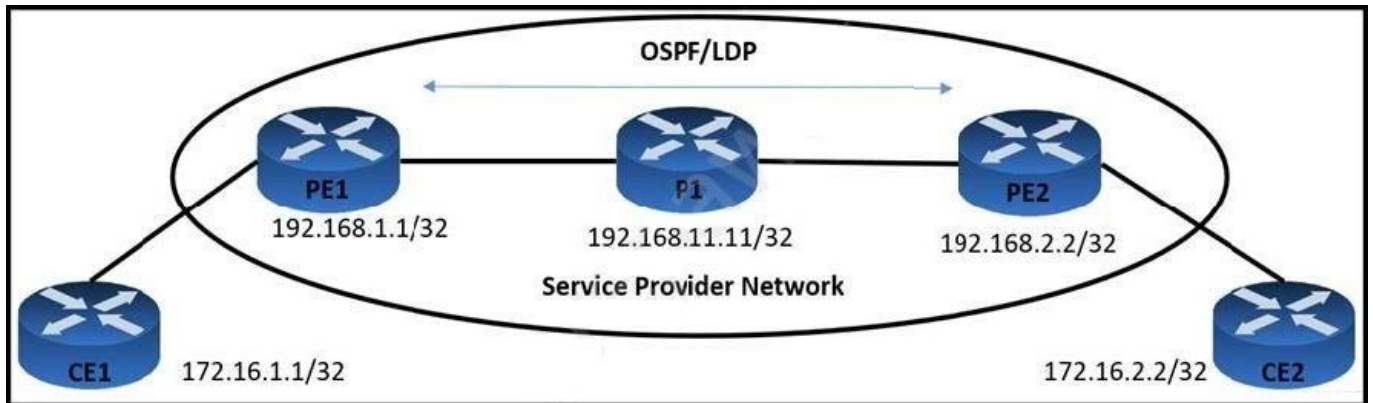 OSPF/LDP
PE1
P1
PE2
192.168.1.1/32
192.168.11.11/32
192.168.2.2/32
Service Provider Network
CE1
172.16.1.1/32
172.16.2.2/32
CE2